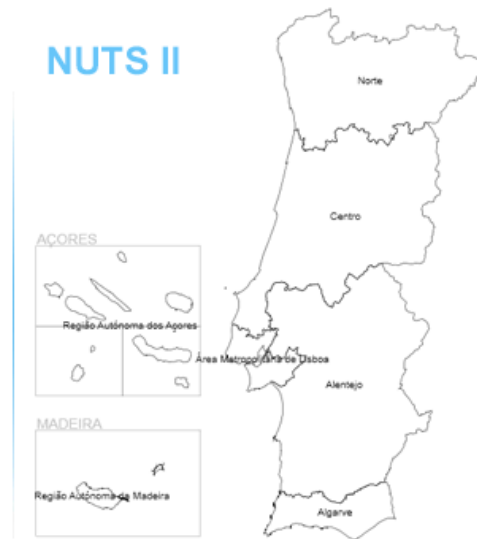 NUTS II
Norte
Centro
AÇORES
Região Autónoma dos Açores
Área Metropolitana de Lisboa
Alentejo
MADEIRA
Região Autónoma da Madeira
Algarve